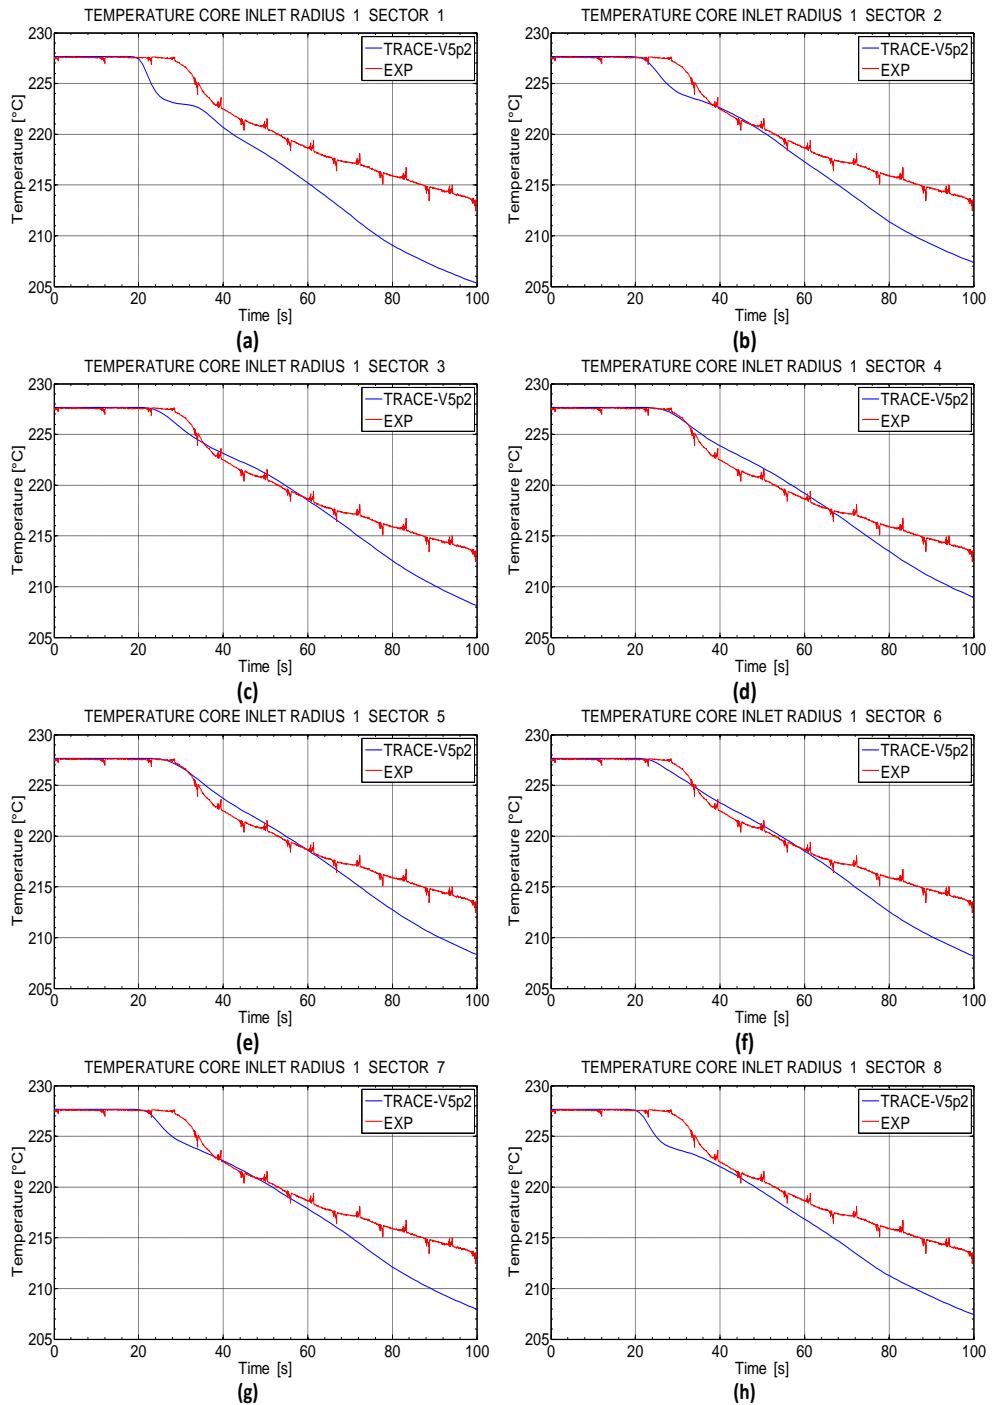 TEMPERATURE CORE INLET RADIUS 1 SECTOR 1
230
225
220
215
210
205
Temperature [°C]
TRACE-V5p2
EXP
0 20 40 60 80 100
Time [s]
(a)
TEMPERATURE CORE INLET RADIUS 1 SECTOR 2
230
225
220
215
210
205
Temperature [°C]
TRACE-V5p2
EXP
0 20 40 60 80 100
Time [s]
(b)
TEMPERATURE CORE INLET RADIUS 1 SECTOR 3
230
225
220
215
210
205
Temperature [°C]
TRACE-V5p2
EXP
0 20 40 60 80 100
Time [s]
(c)
TEMPERATURE CORE INLET RADIUS 1 SECTOR 4
230
225
220
215
210
205
Temperature [°C]
TRACE-V5p2
EXP
0 20 40 60 80 100
Time [s]
(d)
TEMPERATURE CORE INLET RADIUS 1 SECTOR 5
230
225
220
215
210
205
Temperature [°C]
TRACE-V5p2
EXP
0 20 40 60 80 100
Time [s]
(e)
TEMPERATURE CORE INLET RADIUS 1 SECTOR 6
230
225
220
215
210
205
Temperature [°C]
TRACE-V5p2
EXP
0 20 40 60 80 100
Time [s]
(f)
TEMPERATURE CORE INLET RADIUS 1 SECTOR 7
230
225
220
215
210
205
Temperature [°C]
TRACE-V5p2
EXP
0 20 40 60 80 100
Time [s]
(g)
TEMPERATURE CORE INLET RADIUS 1 SECTOR 8
230
225
220
215
210
205
Temperature [°C]
TRACE-V5p2
EXP
0 20 40 60 80 100
Time [s]
(h)